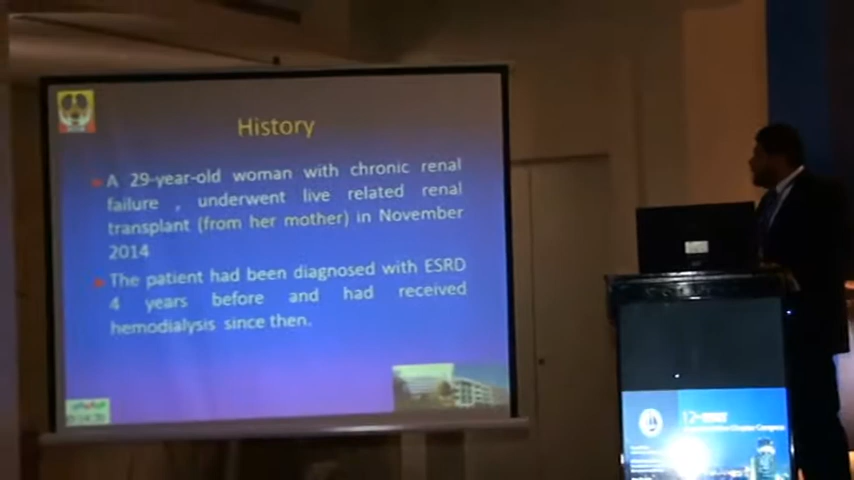 History
A 29-year-old woman with chronic renal
failure , underwent live related renal
transplant (from her mother) in November
2014
The patient had been diagnosed with ESRD
4 years before and had received
hemodialysis since then.